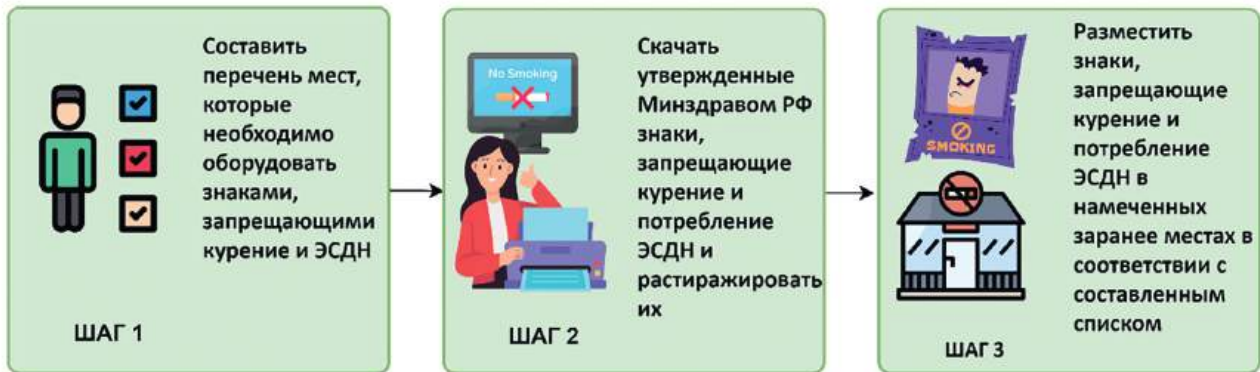 Составить
перечень мест,
которые
необходимо
оборудовать
знаками,
запрещающими
курение и ЭСДН
ШАГ 1
No Smoking
Скачать
утвержденные
Минздравом РФ
знаки,
запрещающие
курение и
потребление
ЭСДН и
растиражировать
их
ШАГ 2
SMOKING
Разместить
знаки,
запрещающие
курение и
потребление
ЭСДН в
намеченных
заранее местах в
соответствии с
составленным
списком
ШАГ 3